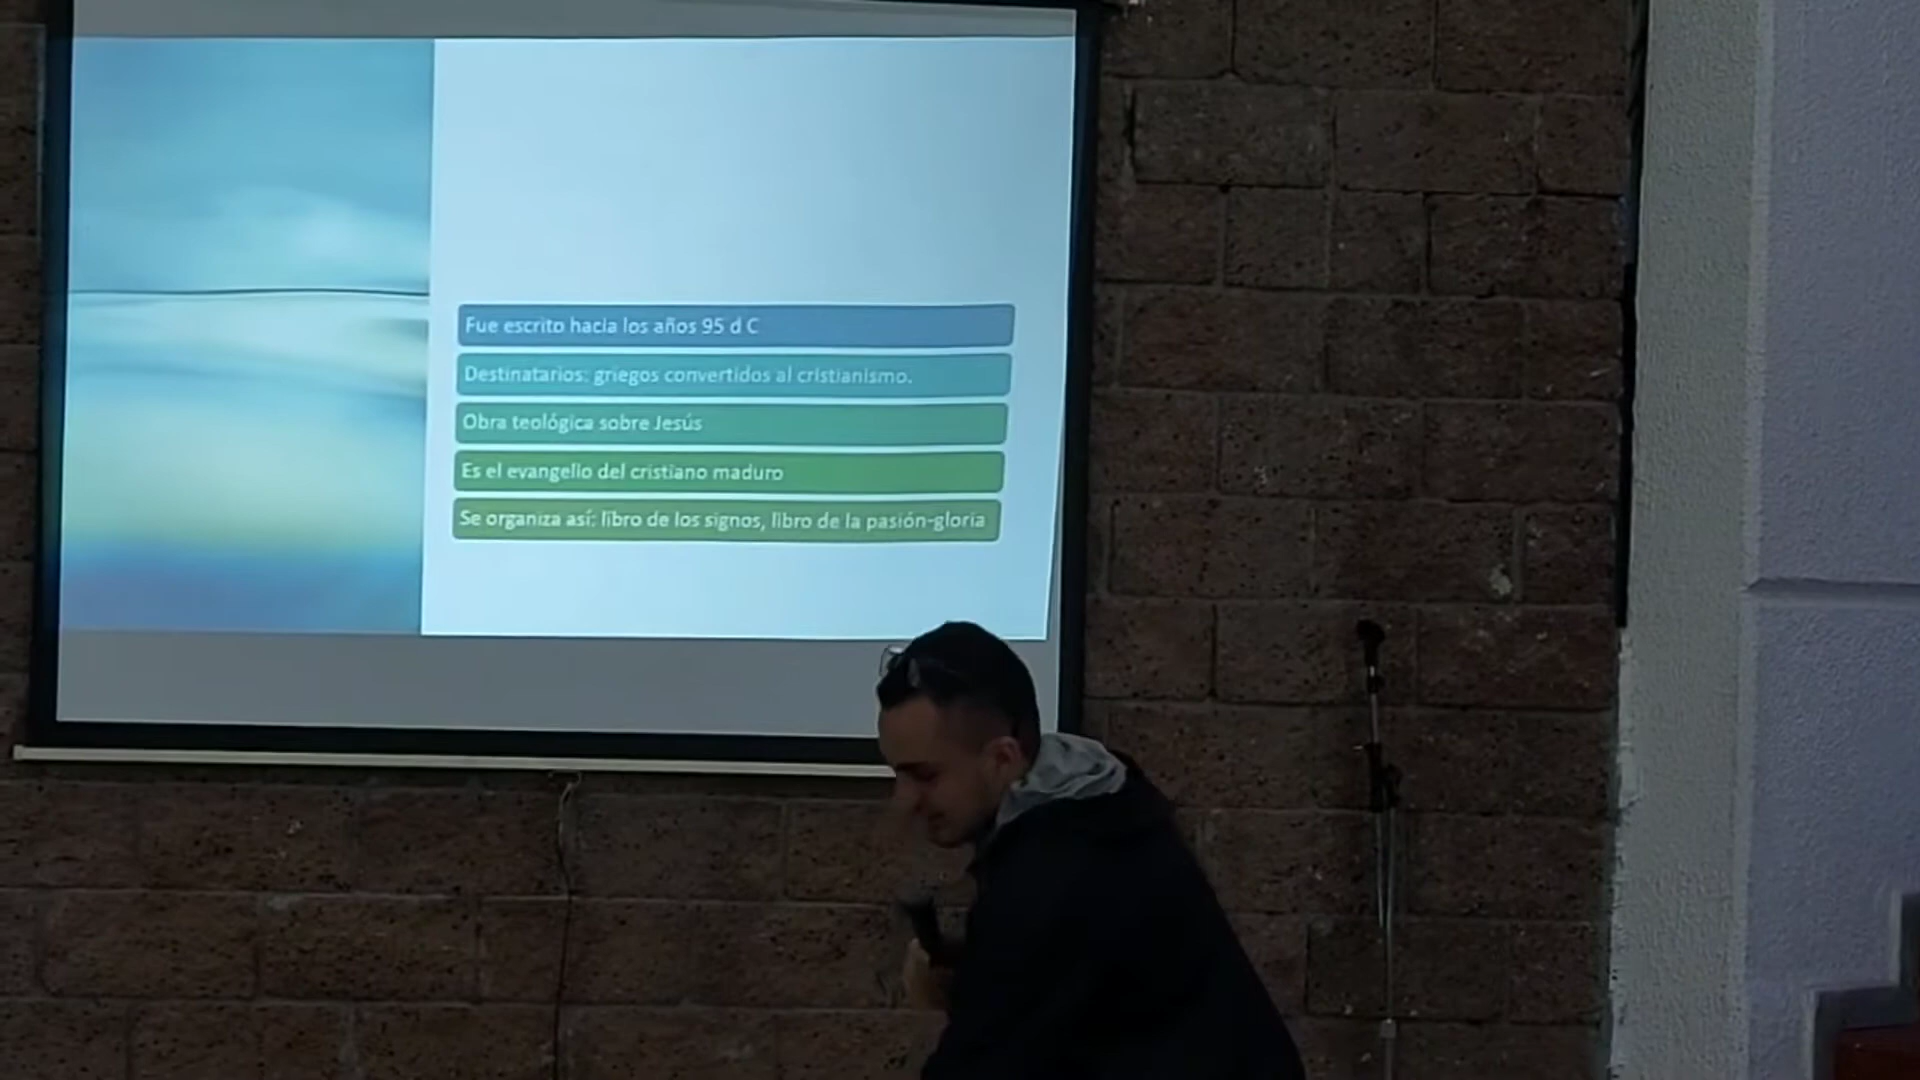 Fue escrito hacia los años 95 d C
Destinatarios: griegos convertidos al cristianismo.
Obra teológica sobre Jesús
Es el evangelio del cristiano maduro
Se organiza así: libro de los signos, libro de la pasión-gloria